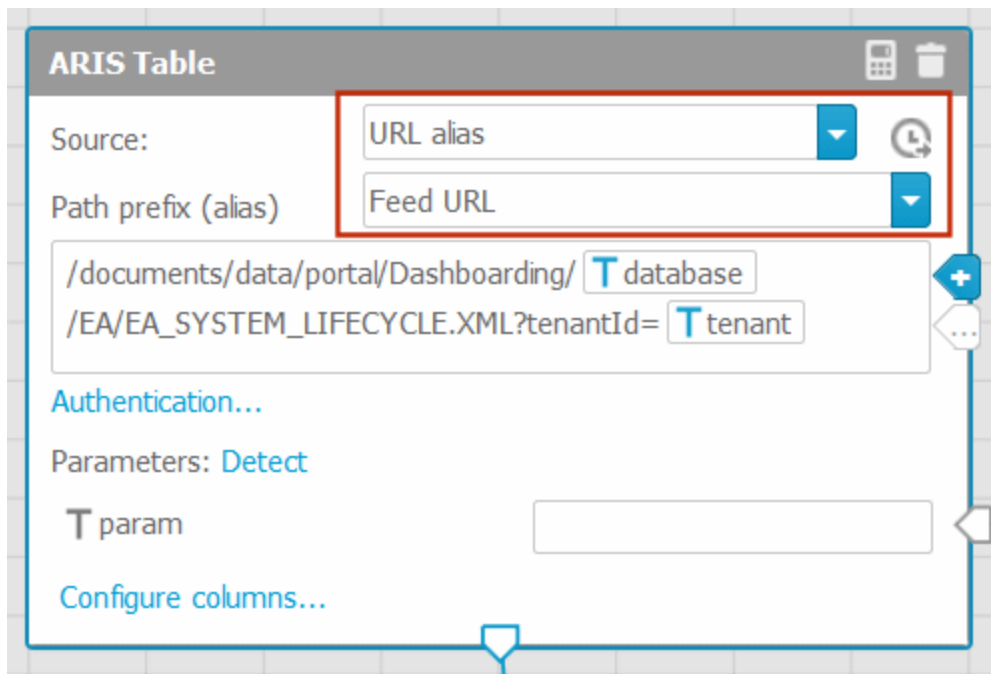 ARIS Table
Source: URL alias
Path prefix (alias) Feed URL
/documents/data/portal/Dashboarding/ T database
/EA/EA_SYSTEM_LIFECYCLE.XML?tenantId= T tenant
Authentication...
Parameters: Detect
T param
Configure columns...